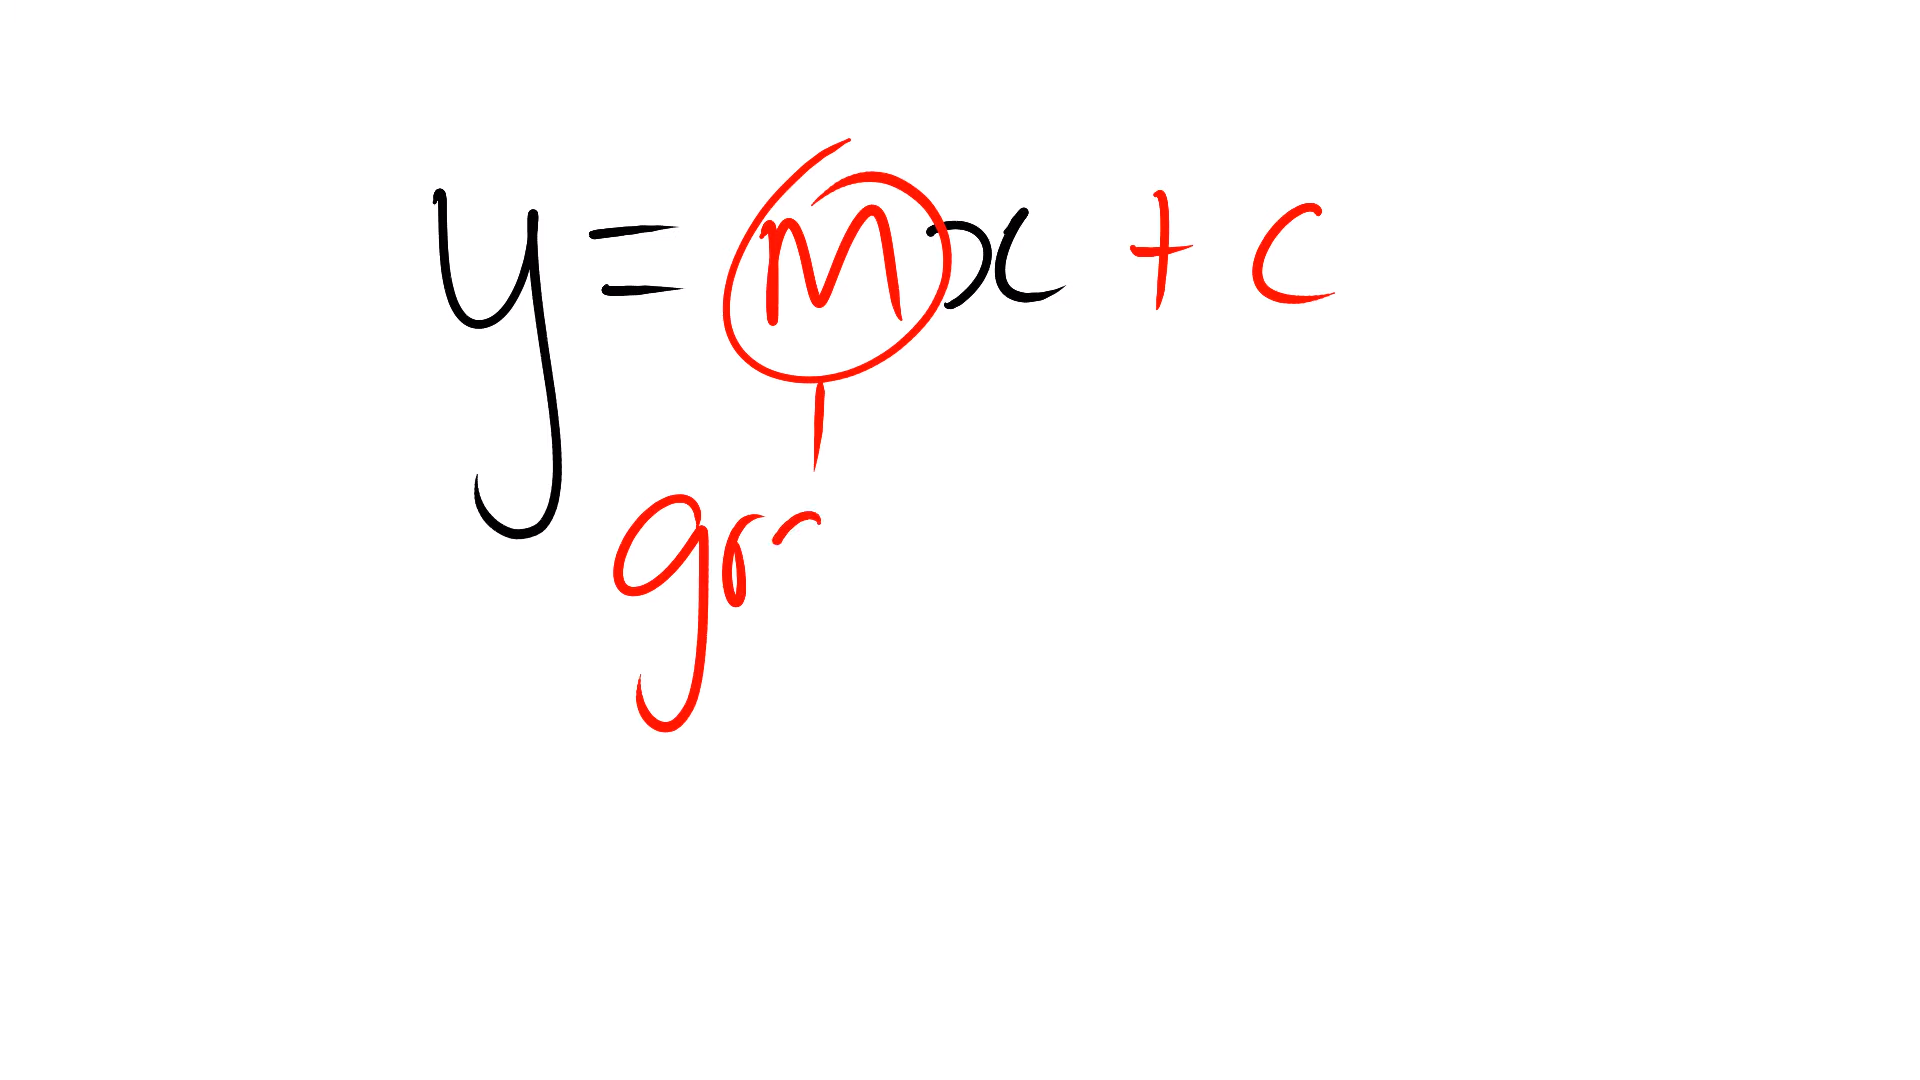 y = mx + c
gr